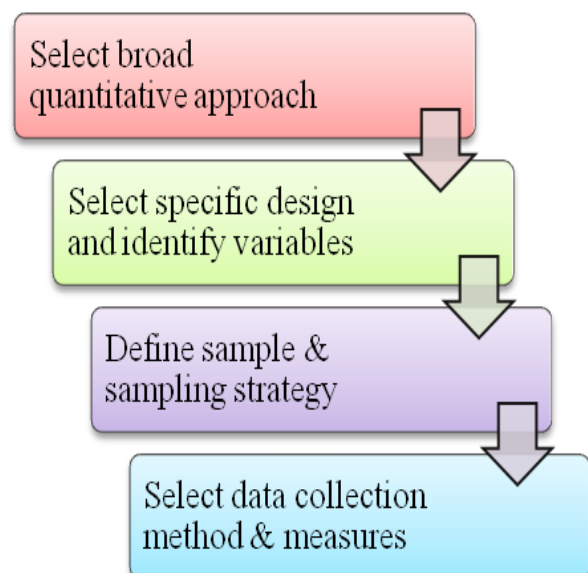 Select broad
quantitative approach
Select specific design
and identify variables
Define sample &
sampling strategy
Select data collection
method & measures